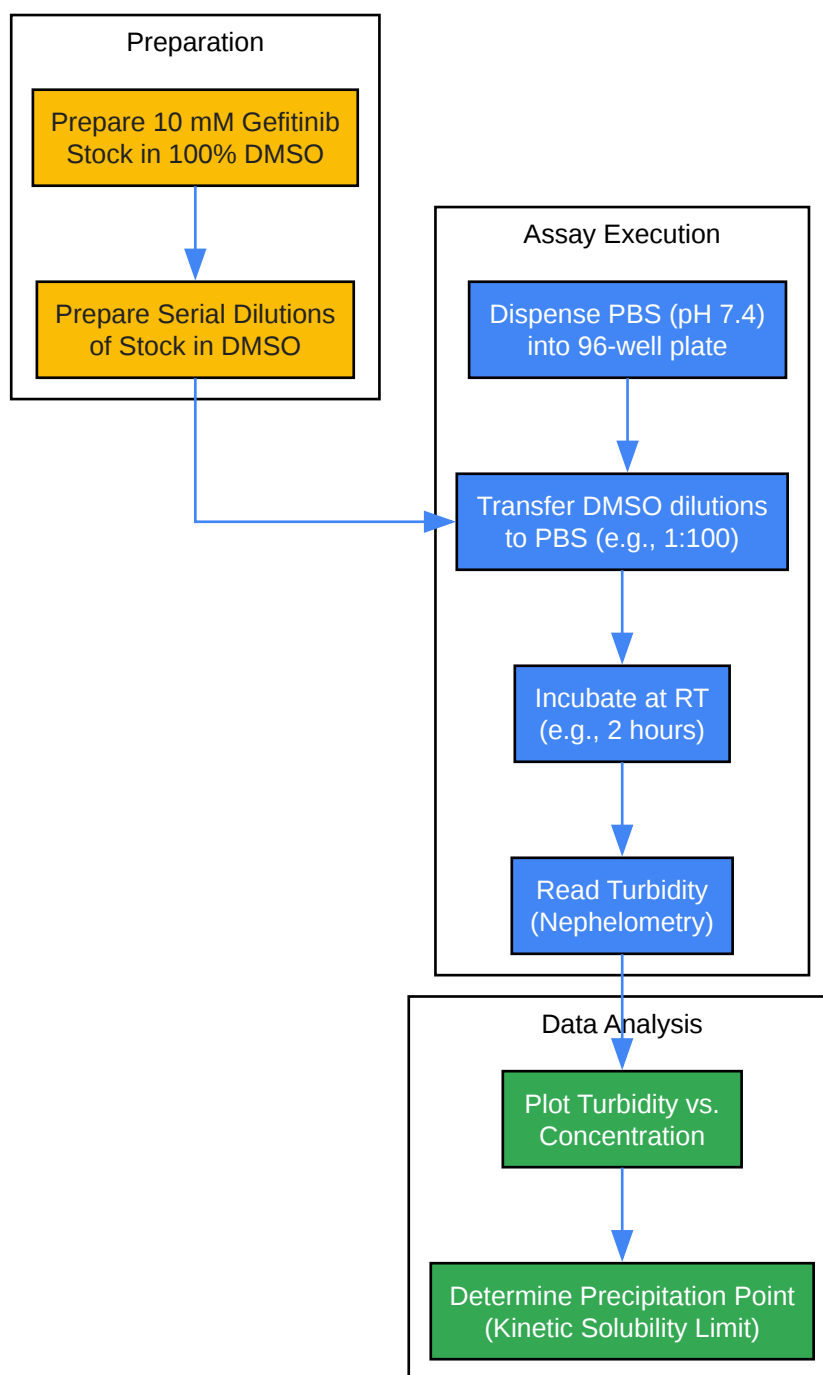 Preparation
Prepare 10 mM Gefitinib
Stock in 100% DMSO
Prepare Serial Dilutions
of Stock in DMSO
Assay Execution
Dispense PBS (pH 7.4)
into 96-well plate
Transfer DMSO dilutions
to PBS (e.g., 1:100)
Incubate at RT
(e.g., 2 hours)
Read Turbidity
(Nephelometry)
Data Analysis
Plot Turbidity vs.
Concentration
Determine Precipitation Point
(Kinetic Solubility Limit)